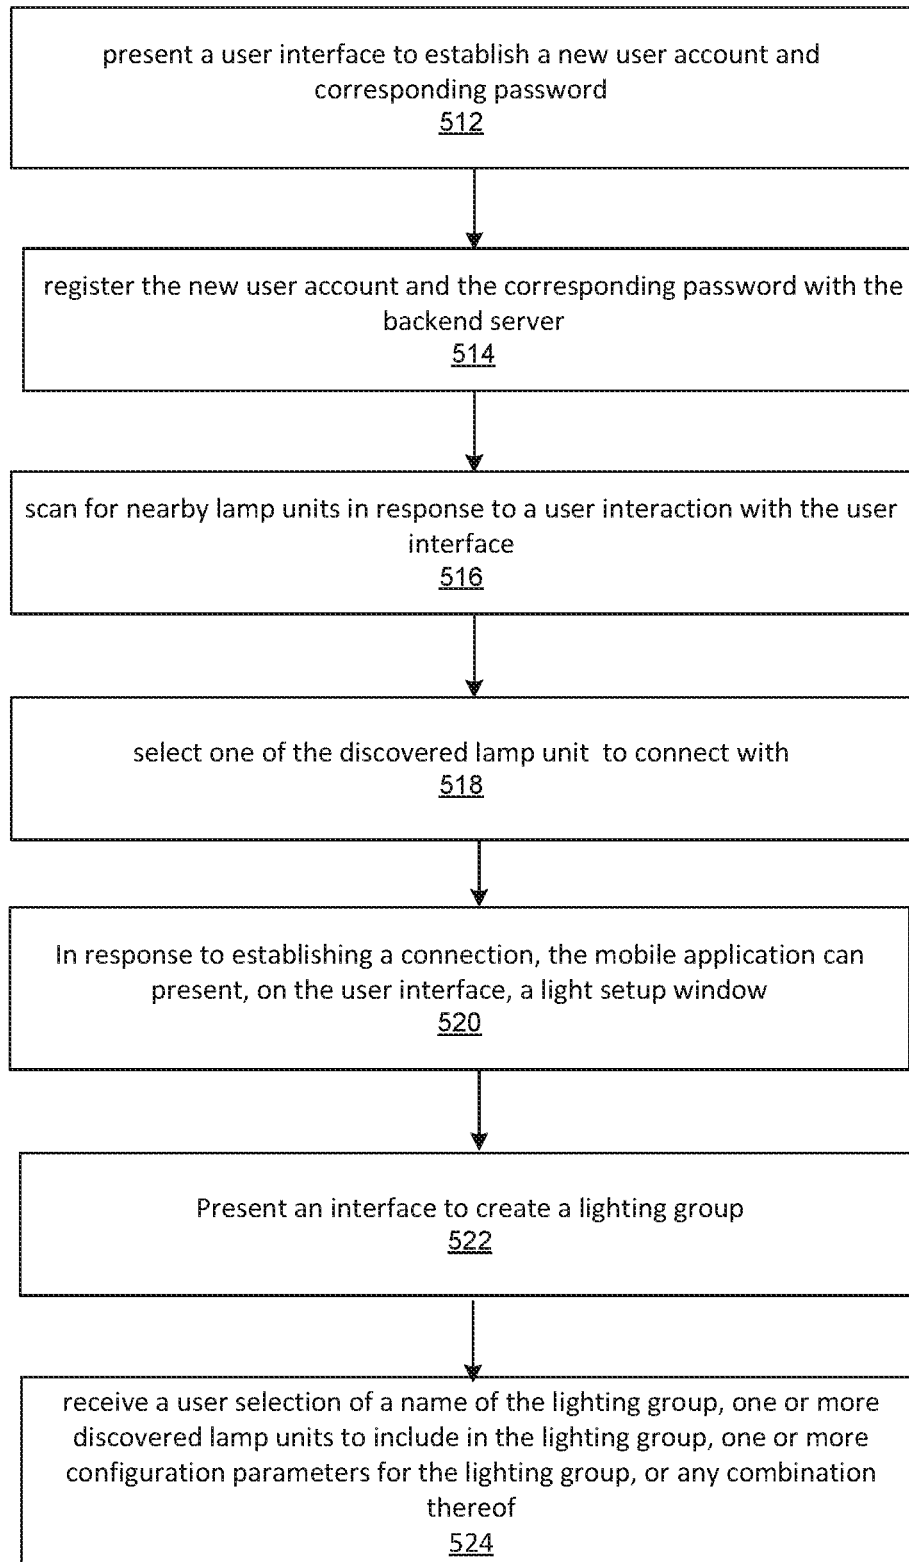 present a user interface to establish a new user account and
corresponding password
512
register the new user account and the corresponding password with the
backend server
514
scan for nearby lamp units in response to a user interaction with the user
interface
516
select one of the discovered lamp unit  to connect with
518
In response to establishing a connection, the mobile application can
present, on the user interface, a light setup window
520
Present an interface to create a lighting group
522
receive a user selection of a name of the lighting group, one or more
discovered lamp units to include in the lighting group, one or more
configuration parameters for the lighting group, or any combination
thereof
524